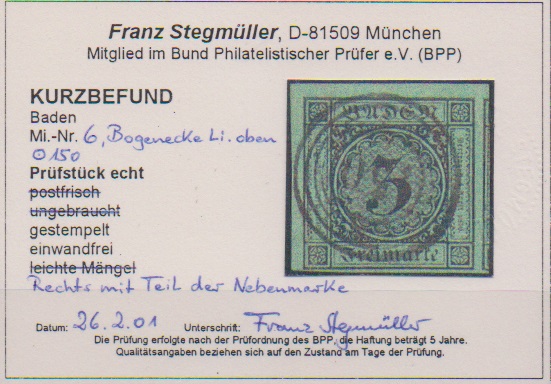 Franz Stegmüller, D-81509 München
Mitglied im Bund Philatelistischer Prüfer e.V. (BPP)
KURZBEFUND
Baden
Mi.-Nr. 6, Bogenecke Li. oben
⊙ 150
Prüfstück echt
postfrisch
ungebraucht
gestempelt
einwandfrei
leichte Mängel
Rechts mit Teil der Nebenmarke
BADEN
3
Freimarke
Datum: 26.2.01 Unterschrift: Franz Stegmüller
Die Prüfung erfolgte nach der Prüfordnung des BPP, die Haftung beträgt 5 Jahre.
Qualitätsangaben beziehen sich auf den Zustand am Tage der Prüfung.